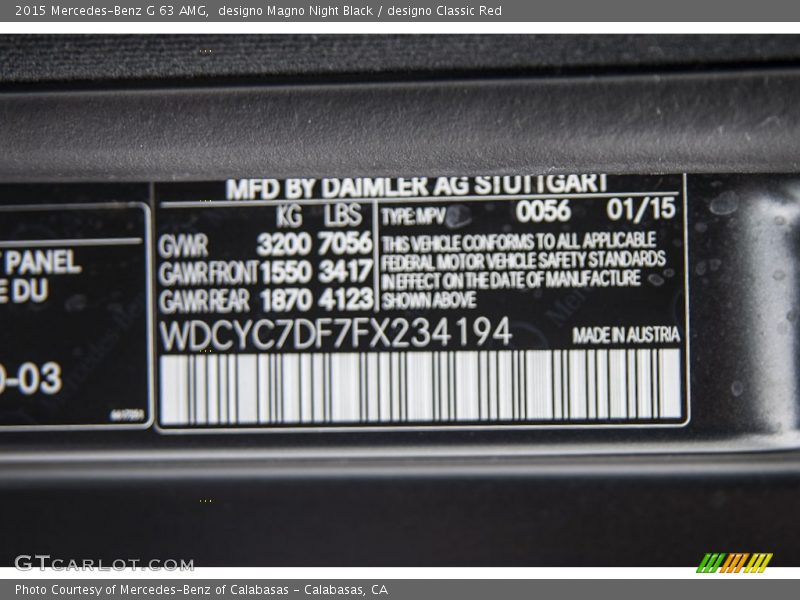 2015 Mercedes-Benz G 63 AMG, designo Magno Night Black / designo Classic Red
MFD BY DAIMLER AG STUTTGART
KG LBS
GVWR 3200 7056
GAWR FRONT 1550 3417
GAWR REAR 1870 4123
TYPE: MPV 0056 01/15
THIS VEHICLE CONFORMS TO ALL APPLICABLE
FEDERAL MOTOR VEHICLE SAFETY STANDARDS
IN EFFECT ON THE DATE OF MANUFACTURE
SHOWN ABOVE
WDCYC7DF7FX234194 MADE IN AUSTRIA
PANEL
E DU
0-03
GTCARLOT.COM
Photo Courtesy of Mercedes-Benz of Calabasas - Calabasas, CA